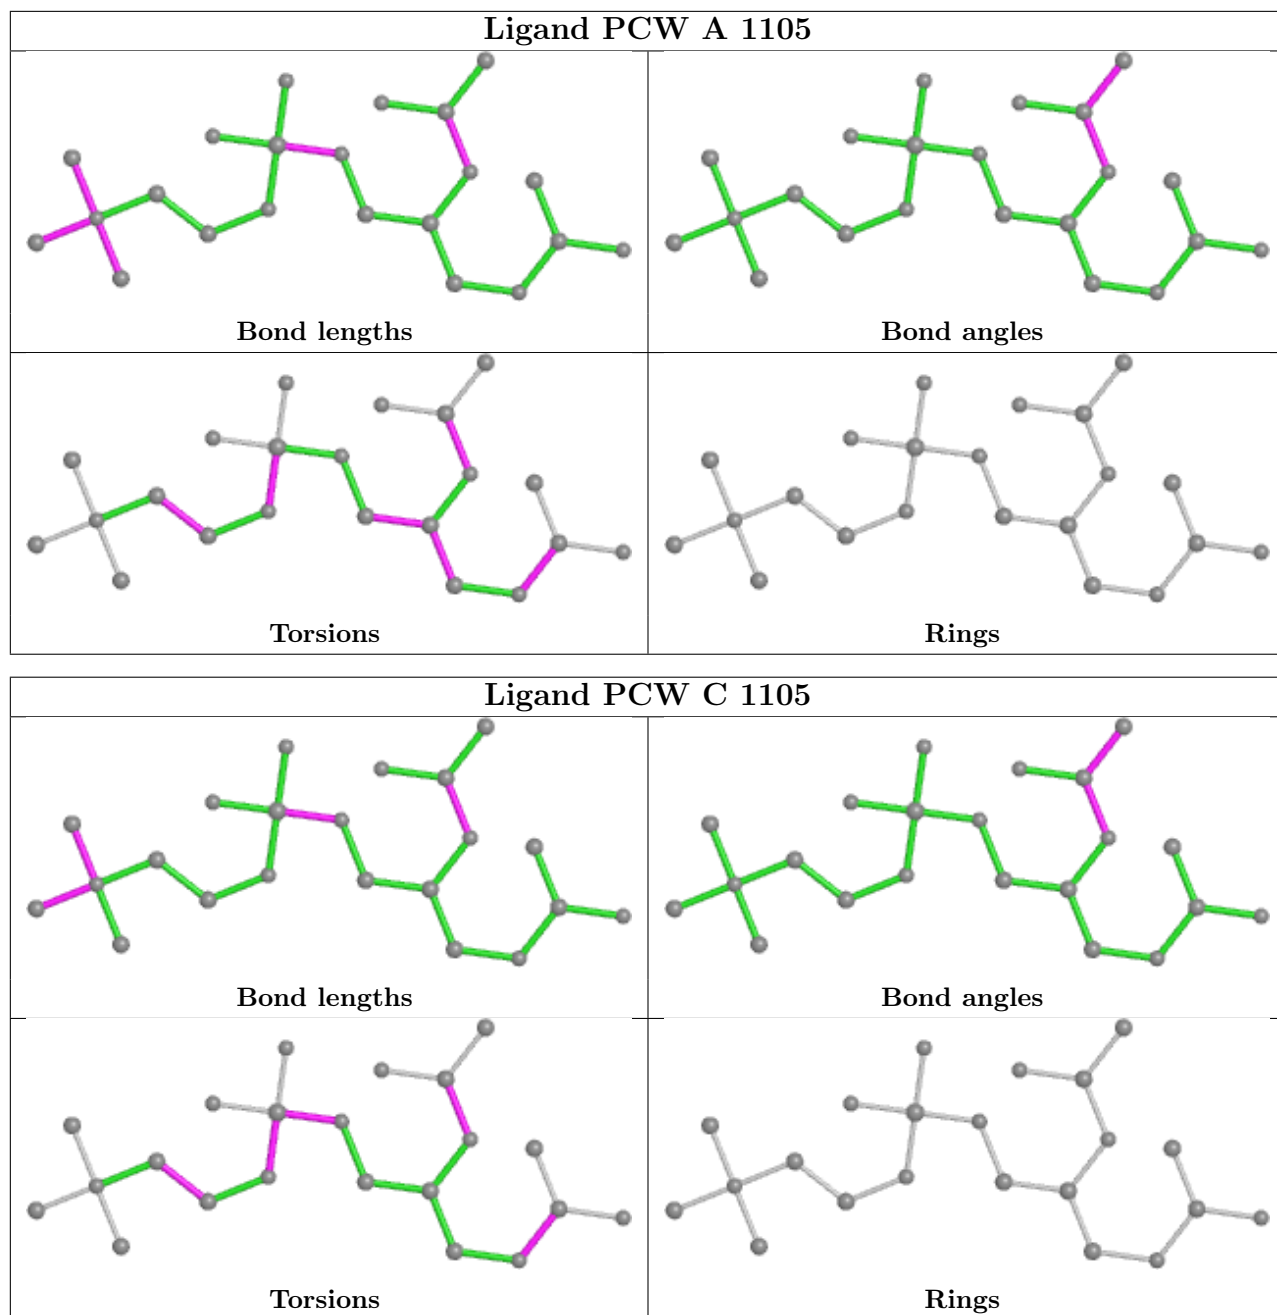 Ligand PCW A 1105
Bond lengths
Bond angles
Torsions
Rings
Ligand PCW C 1105
Bond lengths
Bond angles
Torsions
Rings